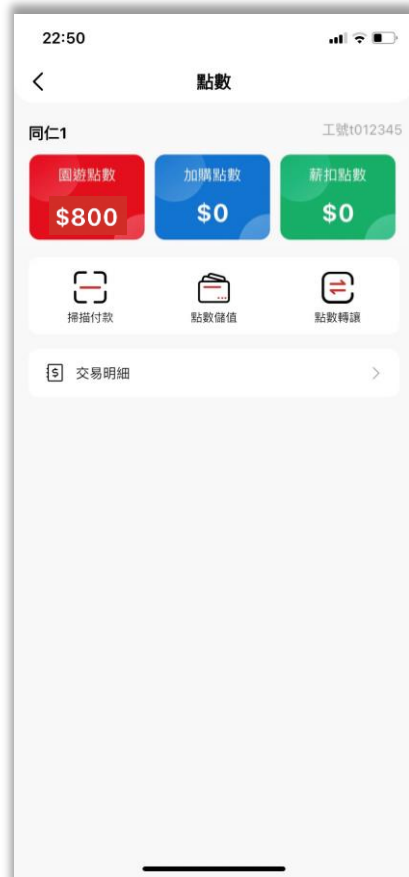 22:50
點數
同仁1
工號t012345
園遊點數
加購點數
薪扣點數
$800
$0
$0
掃描付款
點數儲值
點數轉讓
交易明細